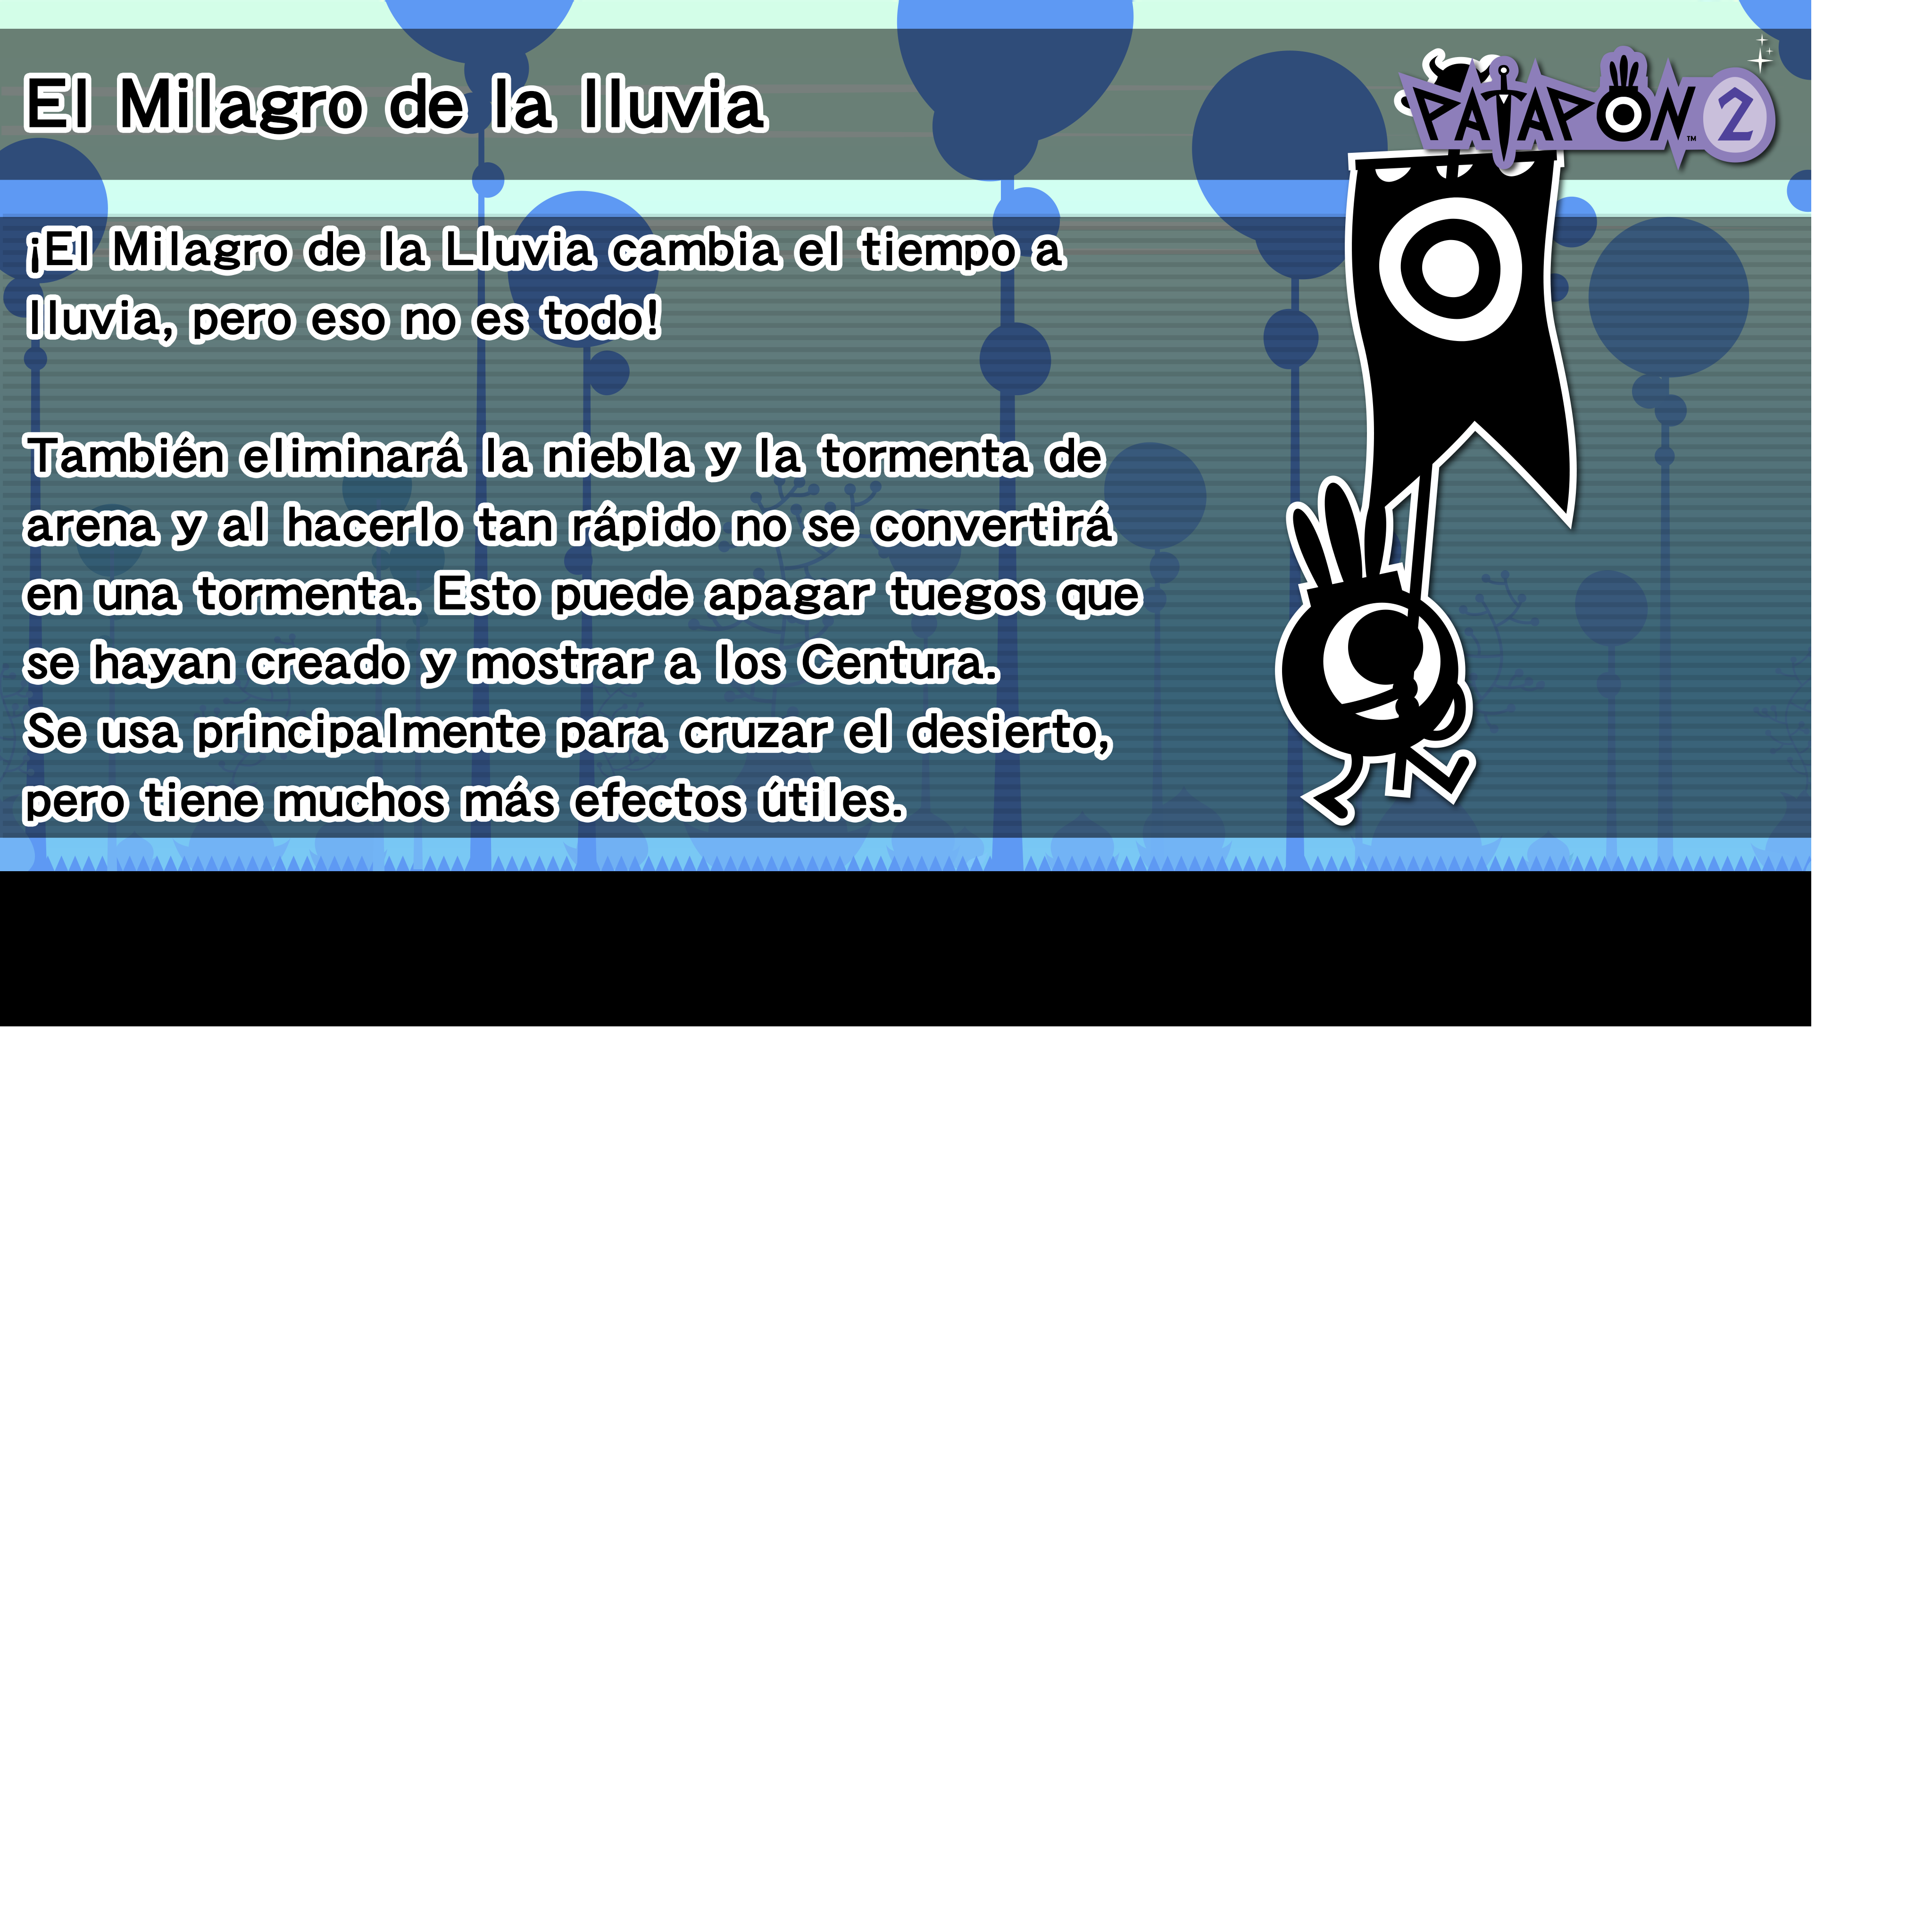 El Milagro de la lluvia
PATAPON 2
TM
¡El Milagro de la Lluvia cambia el tiempo a
lluvia, pero eso no es todo!
También eliminará la niebla y la tormenta de
arena y al hacerlo tan rápido no se convertirá
en una tormenta. Esto puede apagar tuegos que
se hayan creado y mostrar a los Centura.
Se usa principalmente para cruzar el desierto,
pero tiene muchos más efectos útiles.